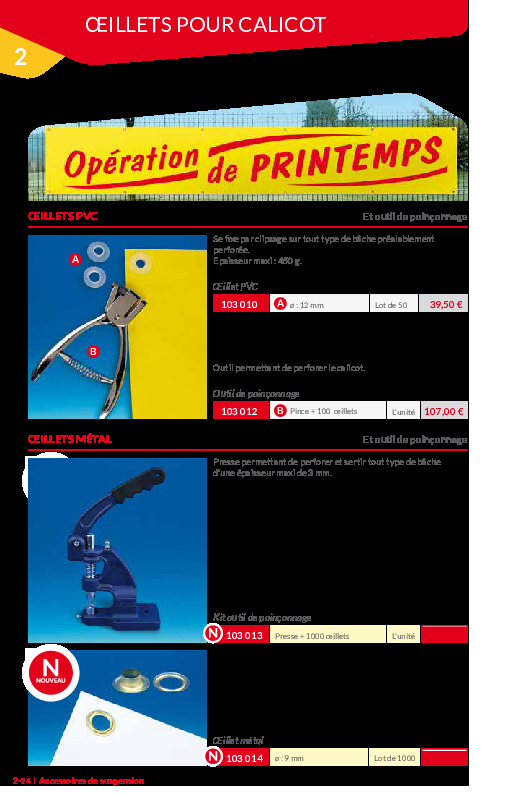 ŒILLETS POUR CALICOT
2
Opération de PRINTEMPS
ŒILLETS PVC
Et outil de poinçonnage
Se fixe par clipsage sur tout type de bâche préalablement
perforée.
Epaisseur maxi : 450 g.
A
B
Œillet PVC
103 010 A ø : 12 mm Lot de 50 39,50 €
Outil permettant de perforer le calicot.
Outil de poinçonnage
103 012 B Pince + 100 œillets L'unité 107,00 €
ŒILLETS MÉTAL
Et outil de poinçonnage
Presse permettant de perforer et sertir tout type de bâche
d'une épaisseur maxi de 3 mm.
Kit outil de poinçonnage
N 103 013 Presse + 1000 œillets L'unité
N
NOUVEAU
Œillet métal
N 103 014 ø : 9 mm Lot de 1000
2-24 I Accessoires de suspension